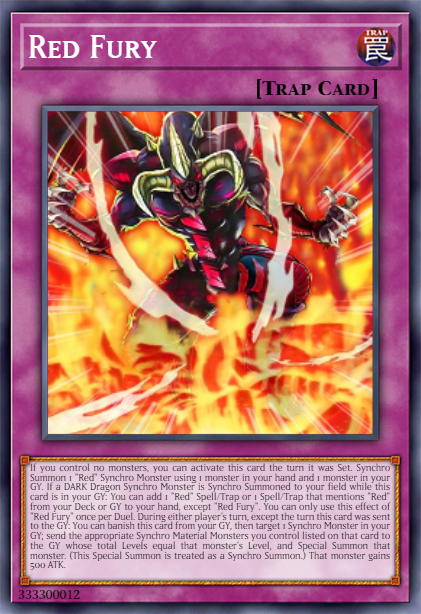 Red Fury
TRAP
罠
[Trap Card]
If you control no monsters, you can activate this card the turn it was Set. Synchro
Summon 1 "Red" Synchro Monster using 1 monster in your hand and 1 monster in your
GY. If a DARK Dragon Synchro Monster is Synchro Summoned to your field while this
card is in your GY: You can add 1 "Red" Spell/Trap or 1 Spell/Trap that mentions "Red"
from your Deck or GY to your hand, except "Red Fury". You can only use this effect of
"Red Fury" once per Duel. During either player's turn, except the turn this card was sent
to the GY: You can banish this card from your GY, then target 1 Synchro Monster in your
GY; send the appropriate Synchro Material Monsters you control listed on that card to
the GY whose total Levels equal that monster's Level, and Special Summon that
monster. (This Special Summon is treated as a Synchro Summon.) That monster gains
500 ATK.
333300012